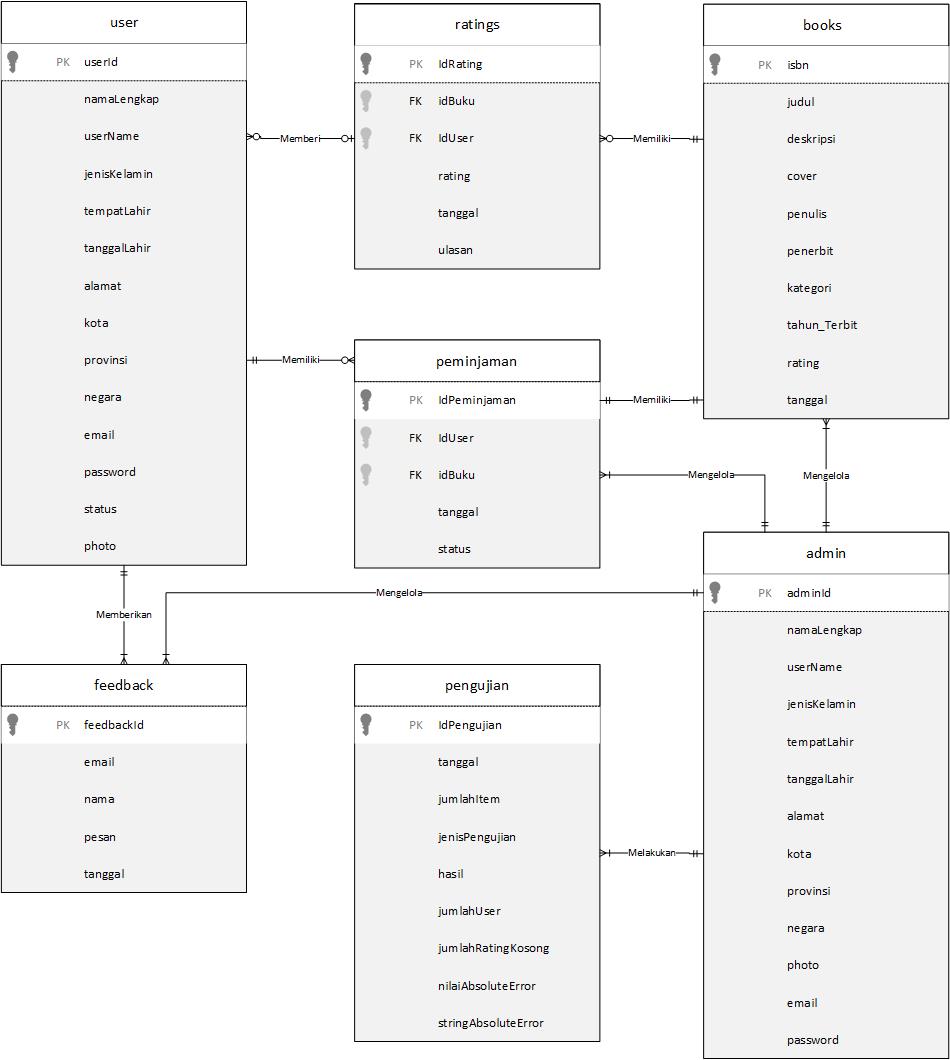 user
PK userId
namaLengkap
userName
jenisKelamin
tempatLahir
tanggalLahir
alamat
kota
provinsi
negara
email
password
status
photo
Memberi
ratings
PK IdRating
FK idBuku
FK IdUser
rating
tanggal
ulasan
Memiliki
books
PK isbn
judul
deskripsi
cover
penulis
penerbit
kategori
tahun_Terbit
rating
tanggal
Memiliki
peminjaman
PK IdPeminjaman
FK IdUser
FK idBuku
tanggal
status
Memiliki
Mengelola
Mengelola
Memberikan
Mengelola
feedback
PK feedbackId
email
nama
pesan
tanggal
pengujian
PK IdPengujian
tanggal
jumlahItem
jenisPengujian
hasil
jumlahUser
jumlahRatingKosong
nilaiAbsoluteError
stringAbsoluteError
Melakukan
admin
PK adminId
namaLengkap
userName
jenisKelamin
tempatLahir
tanggalLahir
alamat
kota
provinsi
negara
photo
email
password